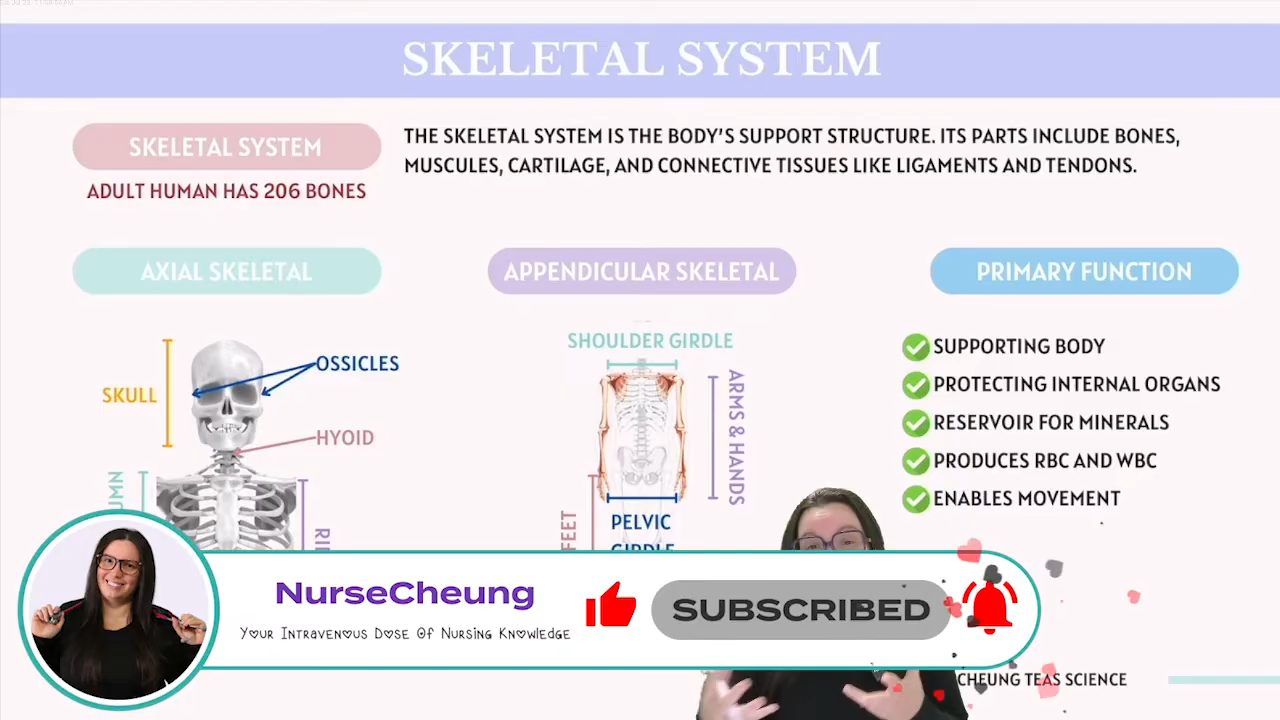 SKELETAL SYSTEM
SKELETAL SYSTEM
ADULT HUMAN HAS 206 BONES
THE SKELETAL SYSTEM IS THE BODY'S SUPPORT STRUCTURE. ITS PARTS INCLUDE BONES,
MUSCULES, CARTILAGE, AND CONNECTIVE TISSUES LIKE LIGAMENTS AND TENDONS.
AXIAL SKELETAL
SKULL
OSSICLES
HYOID
APPENDICULAR SKELETAL
SHOULDER GIRDLE
ARMS & HANDS
FEET
PELVIC
GIRDLE
PRIMARY FUNCTION
SUPPORTING BODY
PROTECTING INTERNAL ORGANS
RESERVOIR FOR MINERALS
PRODUCES RBC AND WBC
ENABLES MOVEMENT
NurseCheung
Your Intravenous Dose Of Nursing Knowledge
SUBSCRIBED
CHEUNG TEAS SCIENCE